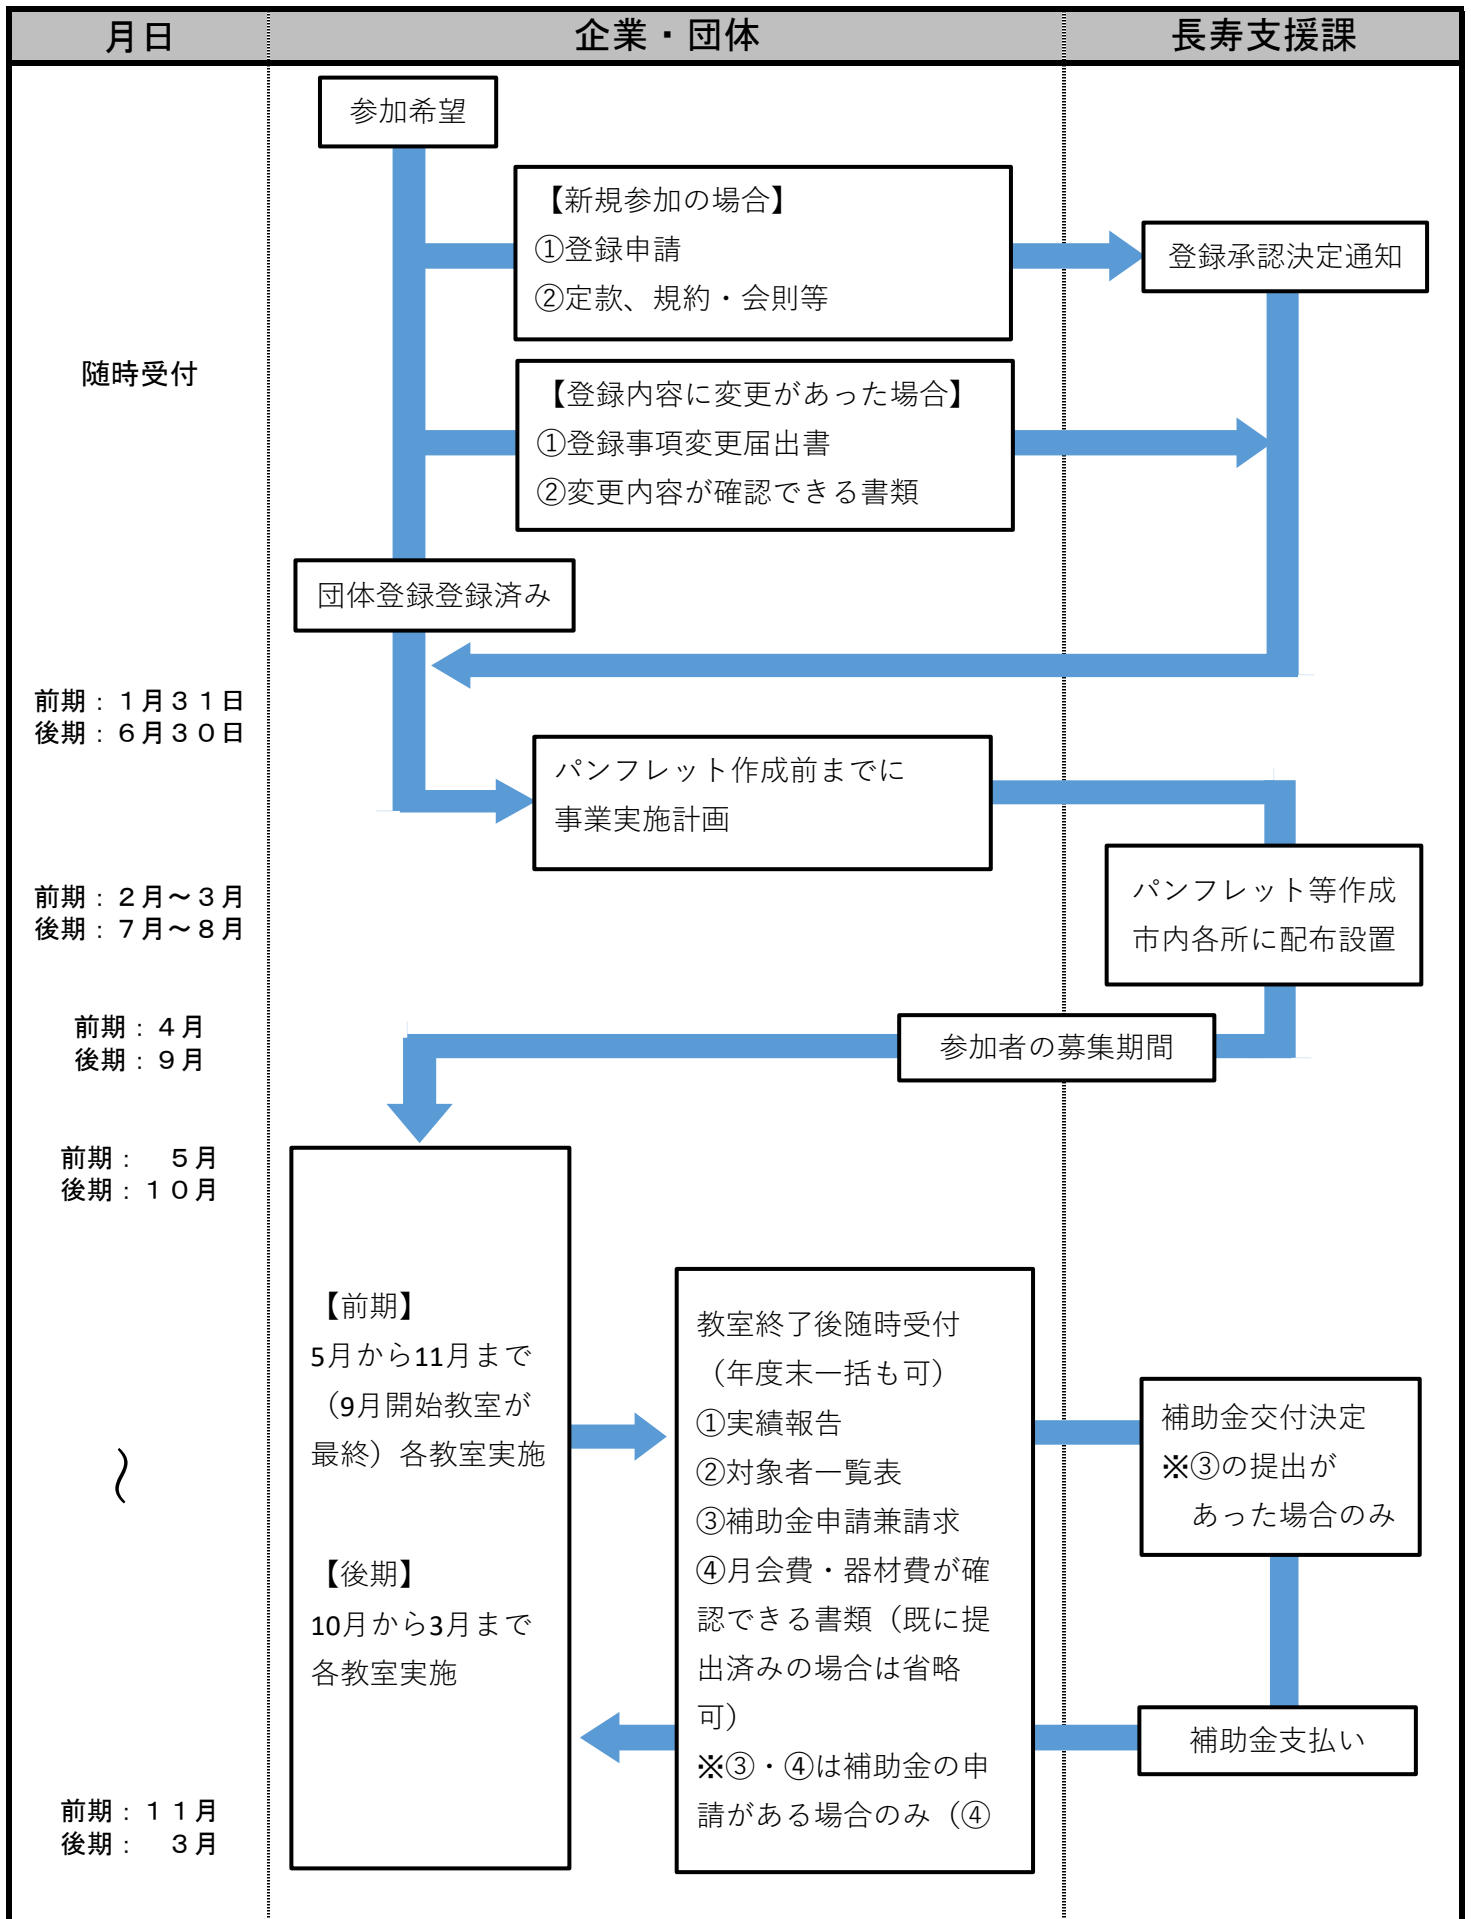 月日
企業・団体
長寿支援課
参加希望
【新規参加の場合】
①登録申請
②定款、規約・会則等
登録承認決定通知
随時受付
【登録内容に変更があった場合】
①登録事項変更届出書
②変更内容が確認できる書類
団体登録登録済み
前期：１月３１日
後期：６月３０日
パンフレット作成前までに
事業実施計画
前期：２月～３月
後期：７月～８月
パンフレット等作成
市内各所に配布設置
前期：４月
後期：９月
参加者の募集期間
前期：　５月
後期：１０月
～
【前期】
5月から11月まで
（9月開始教室が
最終）各教室実施
【後期】
10月から3月まで
各教室実施
教室終了後随時受付
（年度末一括も可）
①実績報告
②対象者一覧表
③補助金申請兼請求
④月会費・器材費が確
認できる書類（既に提
出済みの場合は省略
可）
※③・④は補助金の申
請がある場合のみ（④
補助金交付決定
※③の提出が
あった場合のみ
補助金支払い
前期：１１月
後期：　３月